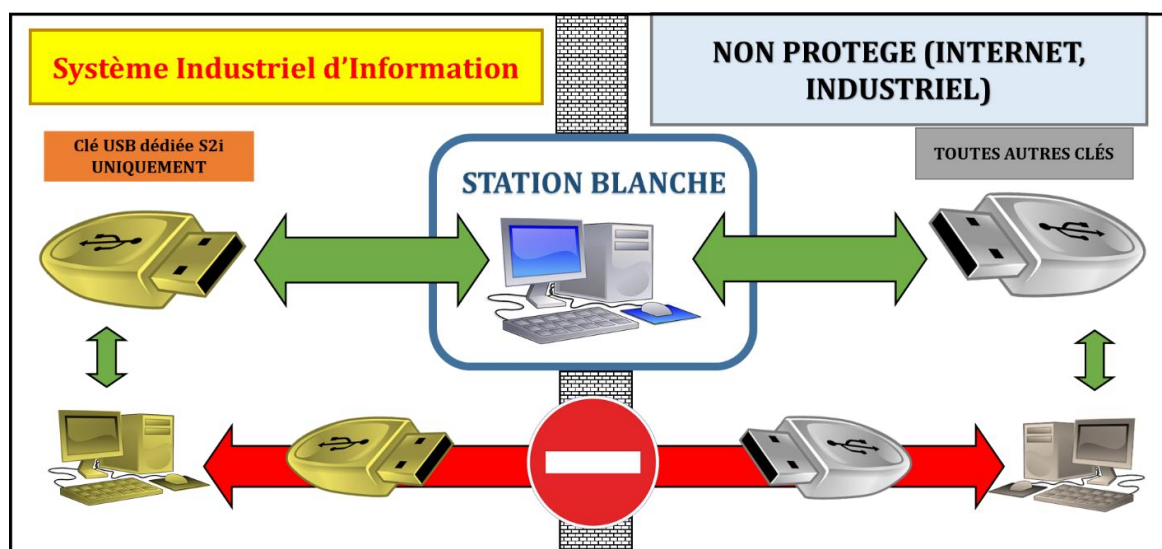 Système Industriel d'Information
NON PROTEGE (INTERNET,
INDUSTRIEL)
Clé USB dédiée S2i
UNIQUEMENT
TOUTES AUTRES CLÉS
STATION BLANCHE